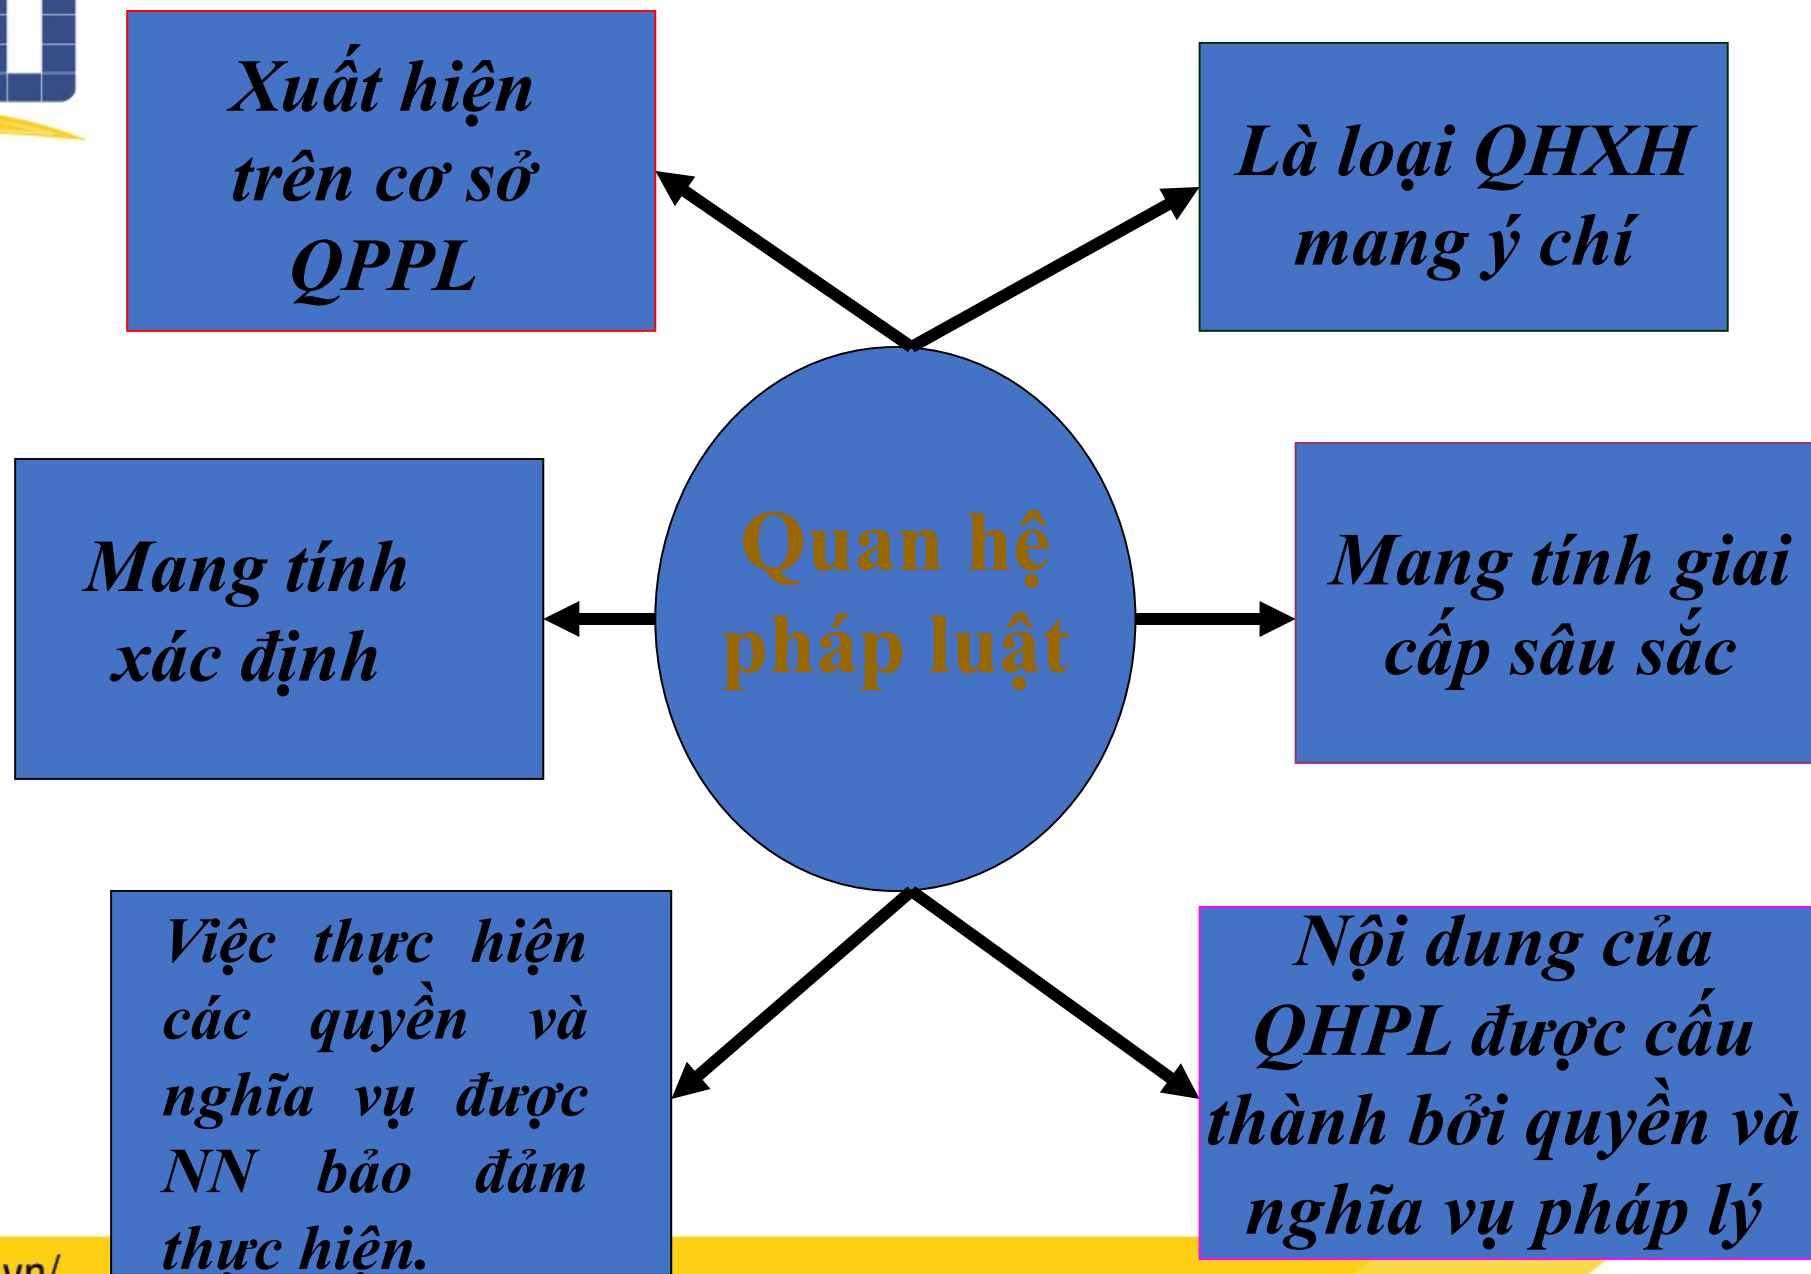 Xuất hiện
trên cơ sở
QPPL
Là loại QHXH
mang ý chí
Quan hệ
pháp luật
Mang tính
xác định
Mang tính giai
cấp sâu sắc
Việc thực hiện
các quyền và
nghĩa vụ được
NN bảo đảm
thực hiện.
Nội dung của
QHPL được cấu
thành bởi quyền và
nghĩa vụ pháp lý
vn/